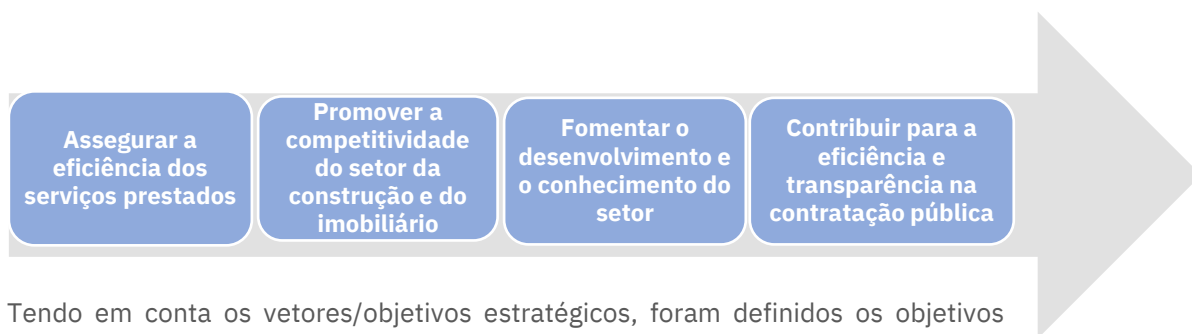 Assegurar a
eficiência dos
serviços prestados
Promover a
competitividade
do setor da
construção e do
imobiliário
Fomentar o
desenvolvimento e
o conhecimento do
setor
Contribuir para a
eficiência e
transparência na
contratação pública
Tendo em conta os vetores/objetivos estratégicos, foram definidos os objetivos